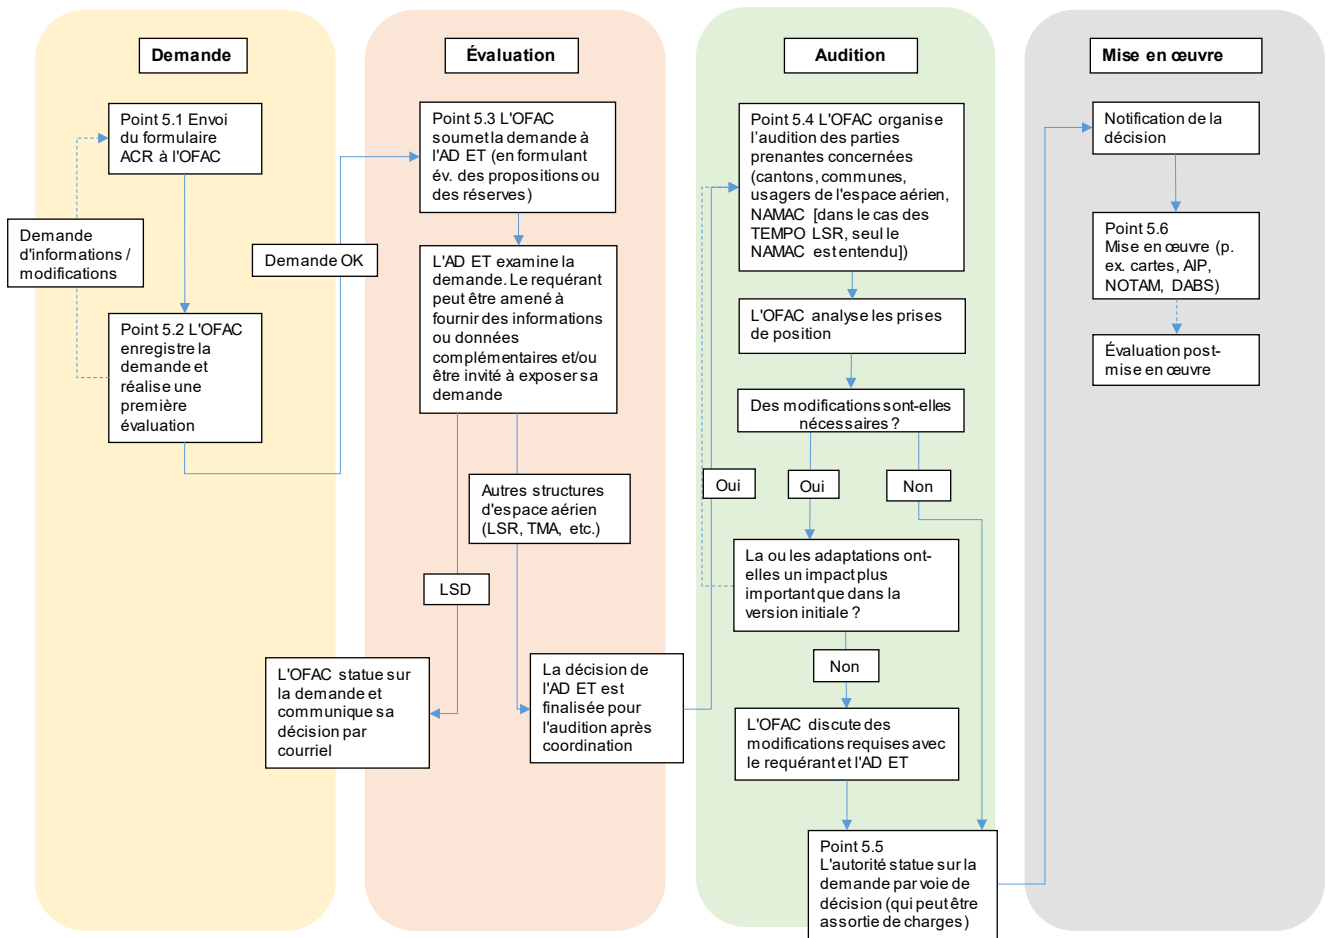 Demande
Point 5.1 Envoi
du formulaire
ACR à l'OFAC
Demande
d'informations /
modifications
Point 5.2 L'OFAC
enregistre la
demande et
réalise une
première
évaluation
Demande OK
Évaluation
Point 5.3 L'OFAC
soumet la demande à
l'AD ET (en formulant
év. des propositions ou
des réserves)
L'AD ET examine la
demande. Le requérant
peut être amené à
fournir des informations
ou données
complémentaires et/ou
être invité à exposer sa
demande
Autres structures
d'espace aérien
(LSR, TMA, etc.)
LSD
L'OFAC statue sur
la demande et
communique sa
décision par
courriel
La décision de
l'AD ET est
finalisée pour
l'audition après
coordination
Audition
Point 5.4 L'OFAC organise
l'audition des parties
prenantes concernées
(cantons, communes,
usagers de l'espace aérien,
NAMAC [dans le cas des
TEMPO LSR, seul le
NAMAC est entendu])
L'OFAC analyse les prises
de position
Des modifications sont-elles
nécessaires ?
Oui
Oui
Non
La ou les adaptations ont-
elles un impact plus
important que dans la
version initiale ?
Non
L'OFAC discute des
modifications requises avec
le requérant et l'AD ET
Point 5.5
L'autorité statue sur la
demande par voie de
décision (qui peut être
assortie de charges)
Mise en œuvre
Notification de la
décision
Point 5.6
Mise en œuvre (p.
ex. cartes, AIP,
NOTAM, DABS)
Évaluation post-
mise en œuvre